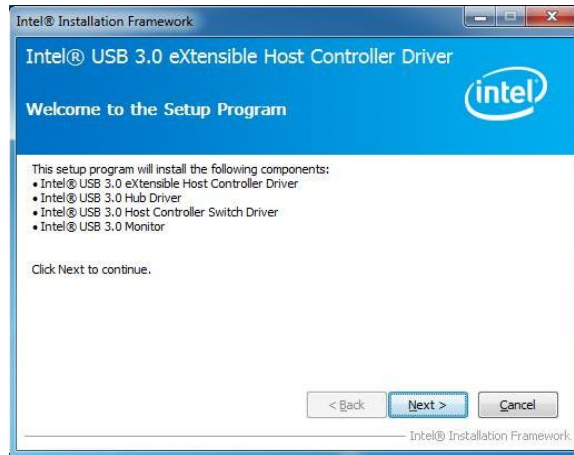 Intel® Installation Framework
Intel® USB 3.0 eXtensible Host Controller Driver
intel
Welcome to the Setup Program
This setup program will install the following components:
• Intel® USB 3.0 eXtensible Host Controller Driver
• Intel® USB 3.0 Hub Driver
• Intel® USB 3.0 Host Controller Switch Driver
• Intel® USB 3.0 Monitor
Click Next to continue.
< Back Next > Cancel
Intel® Installation Framework